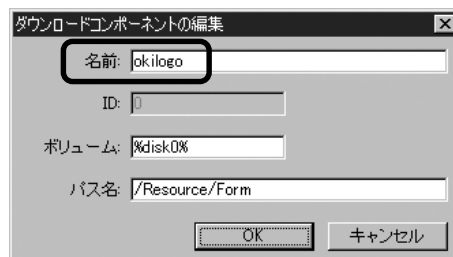 ダウンロードコンポーネントの編集
名前: okilogo
ID: 0
ボリューム: %disk0%
パス名: /Resource/Form
OK キャンセル